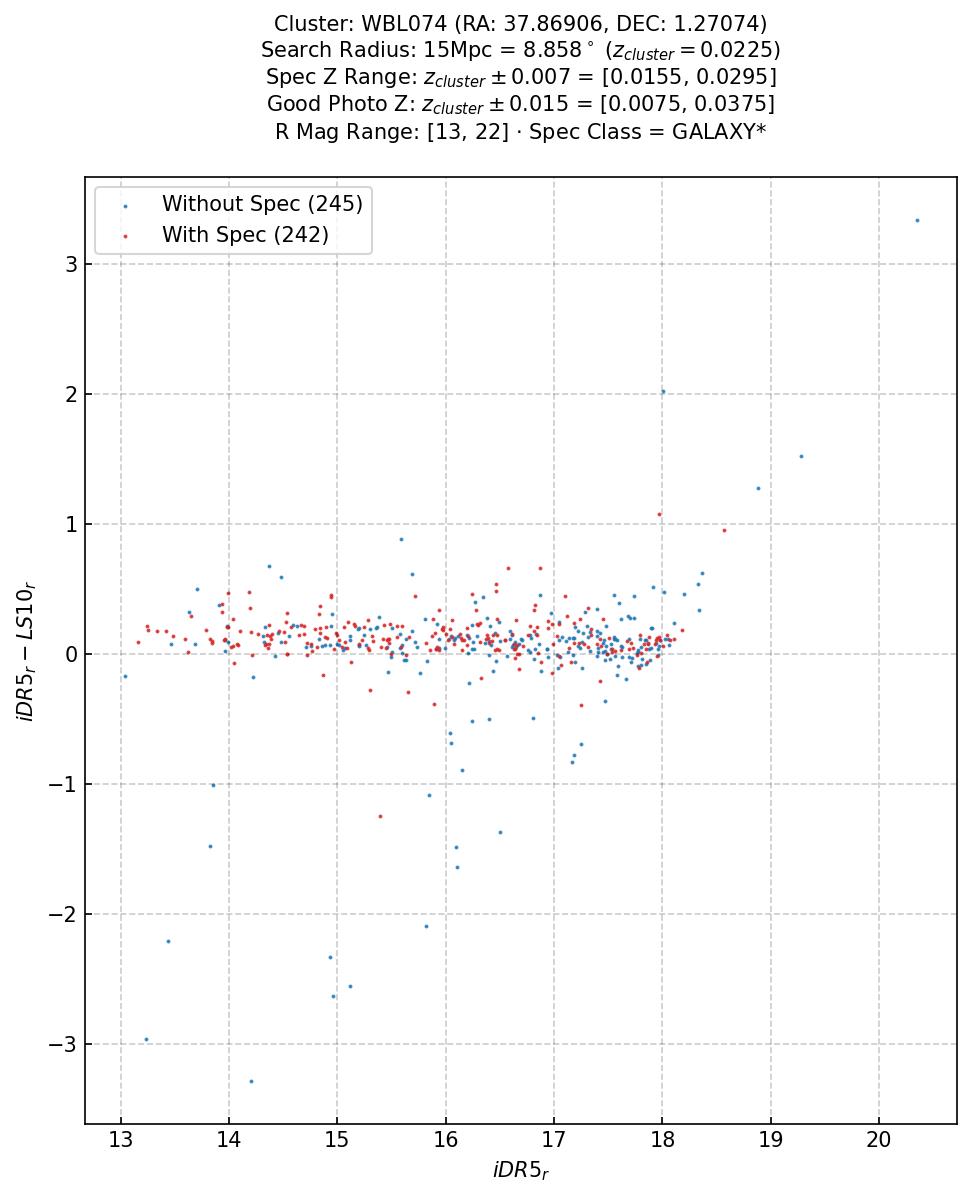 Cluster: WBL074 (RA: 37.86906, DEC: 1.27074)
Search Radius: 15Mpc = 8.858° (z_cluster = 0.0225)
Spec Z Range: z_cluster ± 0.007 = [0.0155, 0.0295]
Good Photo Z: z_cluster ± 0.015 = [0.0075, 0.0375]
R Mag Range: [13, 22] · Spec Class = GALAXY*
Without Spec (245)
With Spec (242)
3
2
1
0
−1
−2
−3
iDR5_r − LS10_r
13 14 15 16 17 18 19 20
iDR5_r